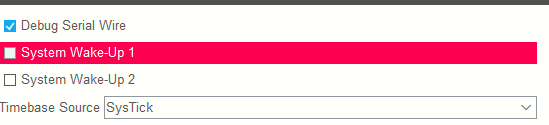 Debug Serial Wire
System Wake-Up 1
System Wake-Up 2
Timebase Source SysTick